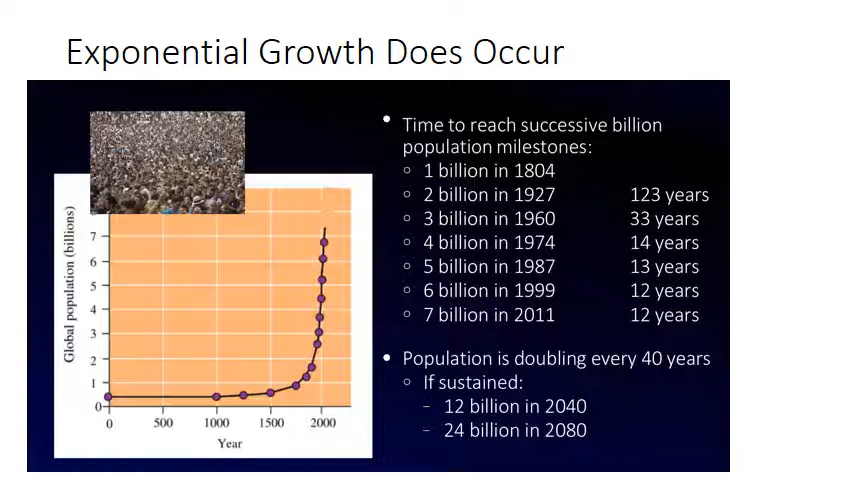 Exponential Growth Does Occur
• Time to reach successive billion
population milestones:
○ 1 billion in 1804
○ 2 billion in 1927 123 years
○ 3 billion in 1960 33 years
○ 4 billion in 1974 14 years
○ 5 billion in 1987 13 years
○ 6 billion in 1999 12 years
○ 7 billion in 2011 12 years
• Population is doubling every 40 years
○ If sustained:
– 12 billion in 2040
– 24 billion in 2080
Global population (billions)
7
6
5
4
3
2
1
0
0 500 1000 1500 2000
Year